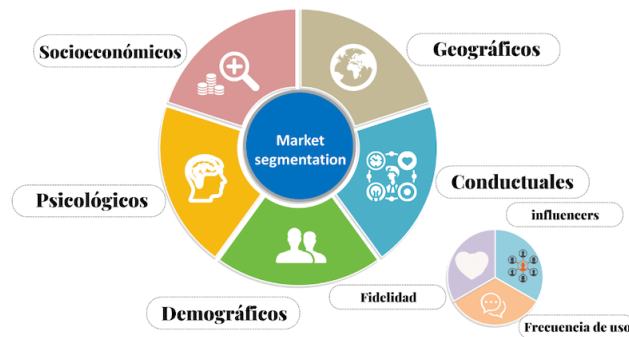 Socioeconómicos
Geográficos
Market
segmentation
Psicológicos
Conductuales
influencers
Demográficos
Fidelidad
Frecuencia de uso